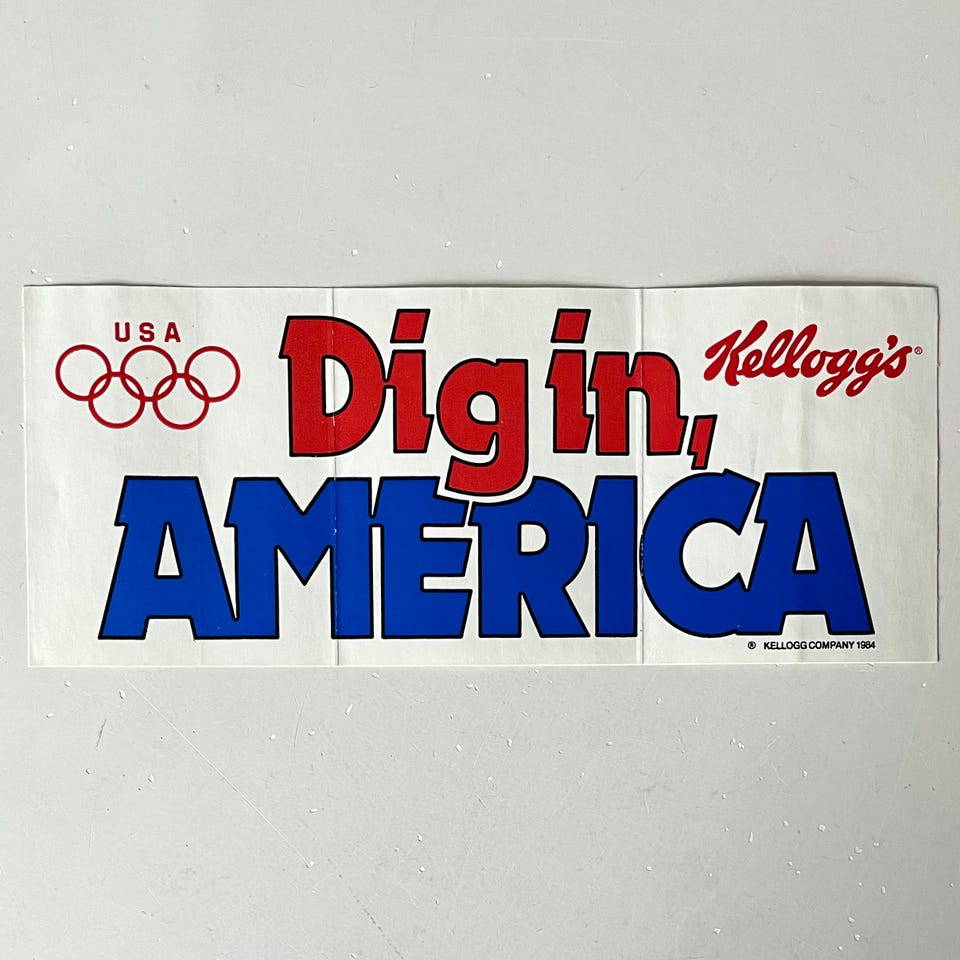 USA
Dig in,
Kellogg's®
AMERICA
® KELLOGG COMPANY 1984